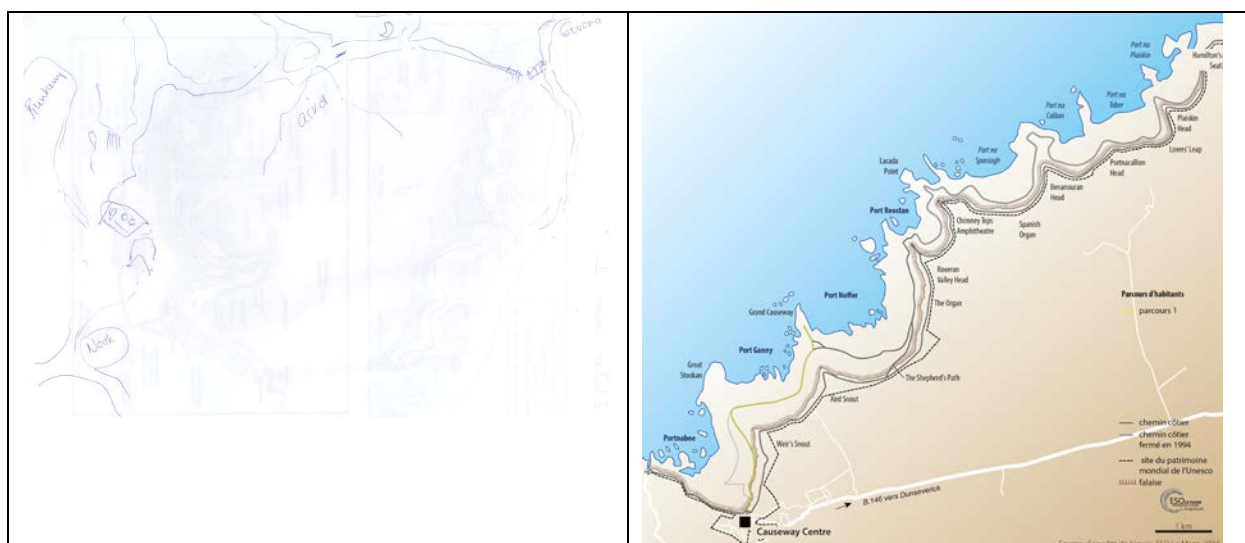 Runkerry
aird
Nook
Port na
Plaiskin
Hamilton's
Seat
Port na
Tober
Port na
Callian
Plaiskin
Head
Port na
Spaniagh
Lovers' Leap
Lacada
Point
Portnacallion
Head
Benanouran
Head
Port Reostan
Chimney Tops
Amphitheatre
Spanish
Organ
Roveran
Valley Head
Port Noffer
The Organ
Parcours d'habitants
parcours 1
Grand Causeway
Port Ganny
Great
Stookan
The Shepherd's Path
Aird Snout
Portnaboe
Weir's Snout
chemin côtier
chemin côtier
fermé en 1994
site du patrimoine
mondial de l'Unesco
falaise
B.146 vers Dunseverick
ESO
1 km
Causeway Centre